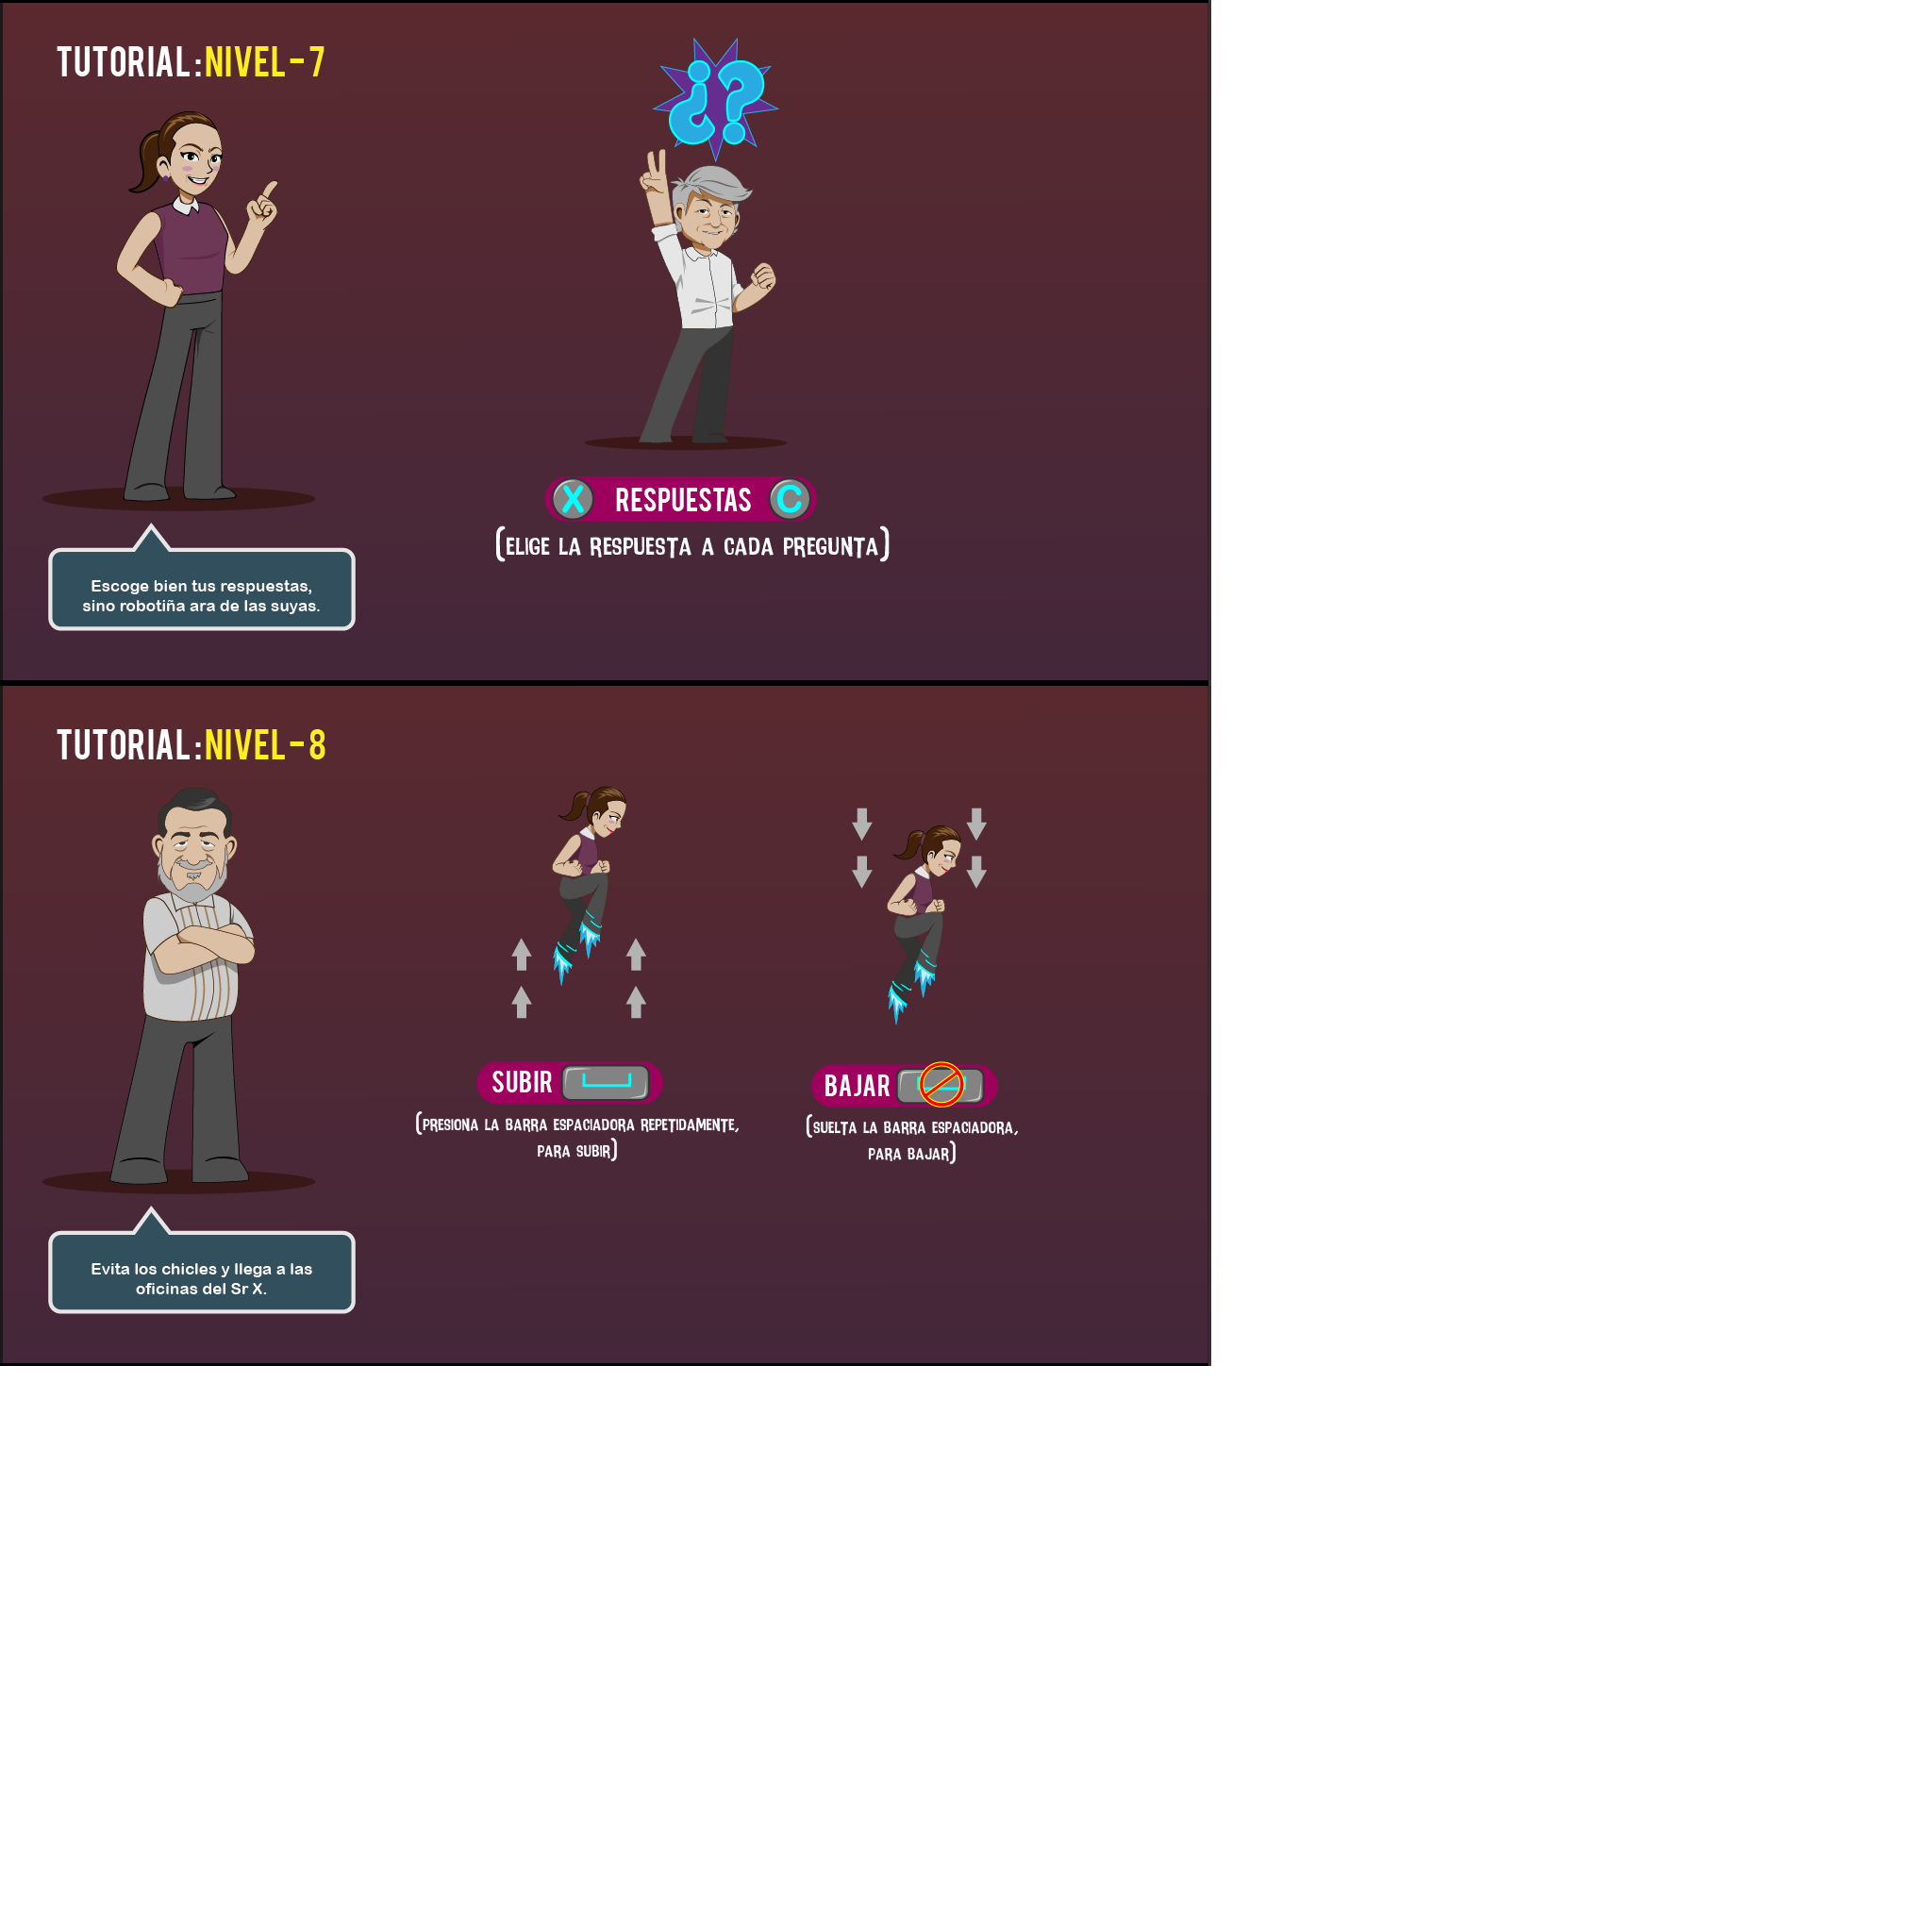 TUTORIAL:NIVEL-7
¿?
X RESPUESTAS C
(ELIGE LA RESPUESTA A CADA PREGUNTA)
Escoge bien tus respuestas,
sino robotiña ara de las suyas.
TUTORIAL:NIVEL-8
SUBIR
(PRESIONA LA BARRA ESPACIADORA REPETIDAMENTE,
PARA SUBIR)
BAJAR
(SUELTA LA BARRA ESPACIADORA,
PARA BAJAR)
Evita los chicles y llega a las
oficinas del Sr X.